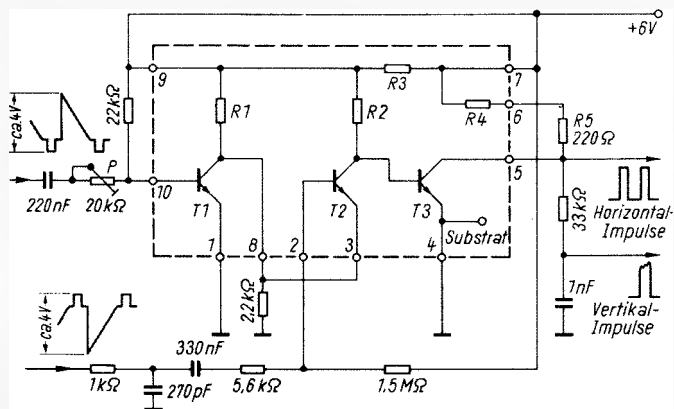 +6V
9
7
R3
ca.4V
22kΩ
R1
R2
R4
6
R5
220Ω
P
10
5
220nF
20kΩ
T1
T2
T3
33kΩ
Horizontal-
Impulse
Substrat
1
8
2
3
4
2,2kΩ
1nF
Vertikal-
Impulse
ca.4V
330nF
1kΩ
270pF
5,6kΩ
1,5MΩ